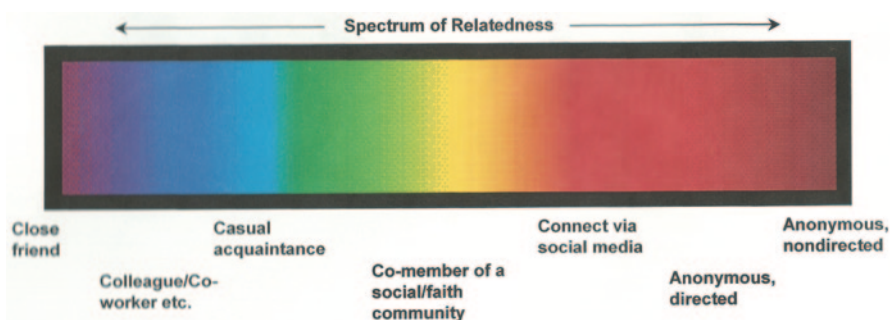 Spectrum of Relatedness
Close
friend
Colleague/Co-
worker etc.
Casual
acquaintance
Co-member of a
social/faith
community
Connect via
social media
Anonymous,
directed
Anonymous,
nondirected